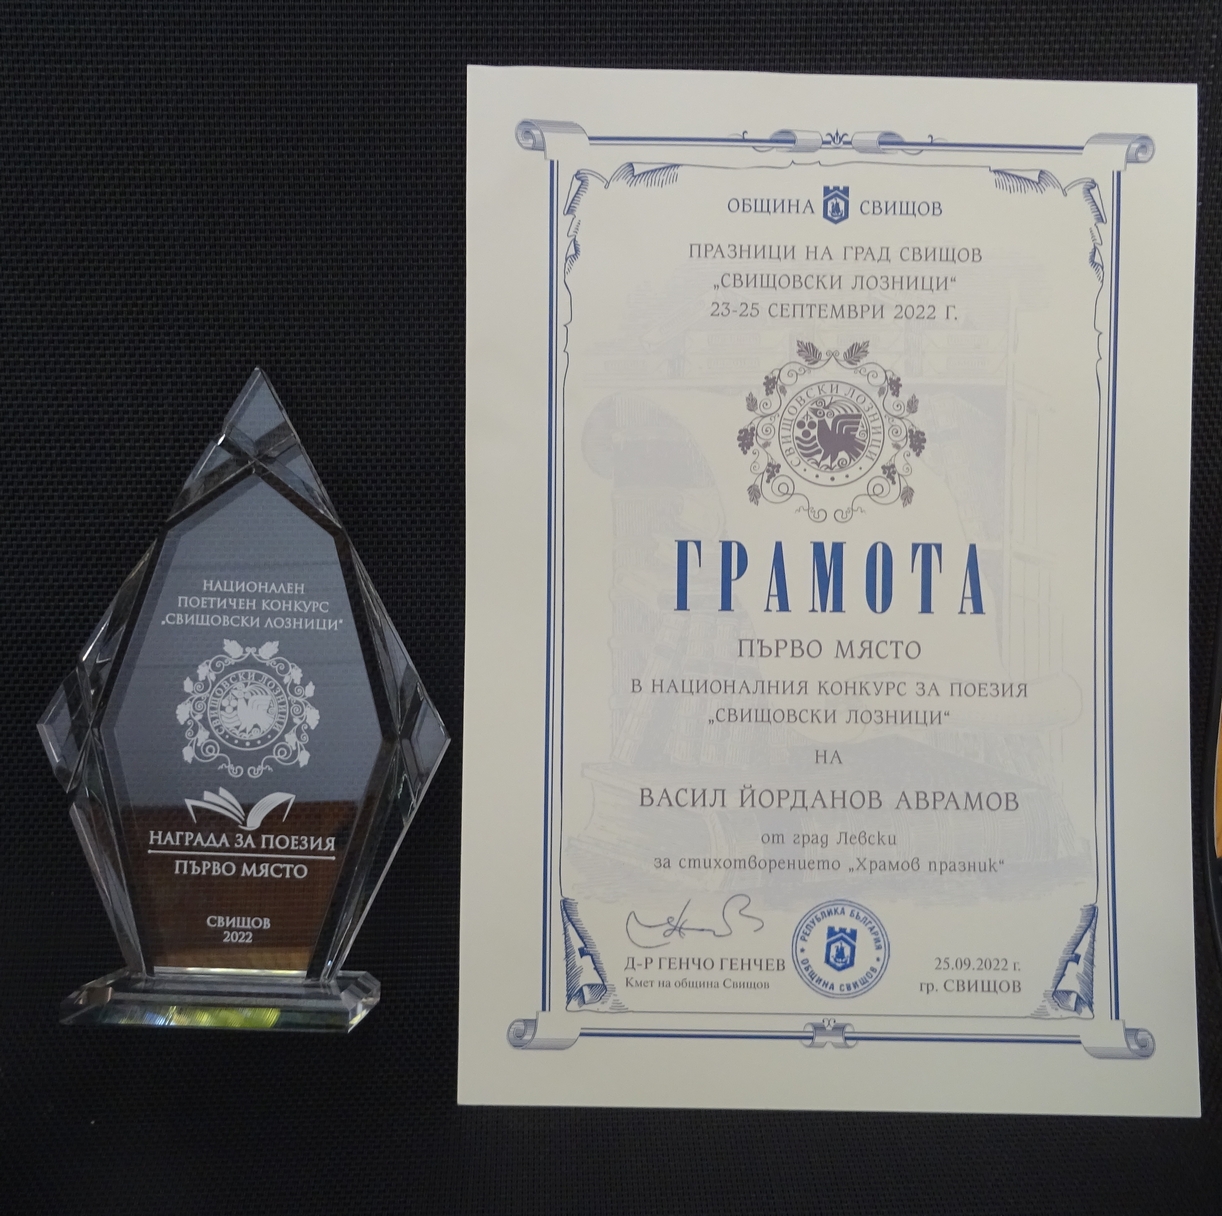 НАЦИОНАЛЕН
ПОЕТИЧЕН КОНКУРС
„СВИЩОВСКИ ЛОЗНИЦИ“
СВИЩОВСКИ ЛОЗНИЦИ
НАГРАДА ЗА ПОЕЗИЯ
ПЪРВО МЯСТО
СВИЩОВ
2022
ОБЩИНА СВИЩОВ
ПРАЗНИЦИ НА ГРАД СВИЩОВ
„СВИЩОВСКИ ЛОЗНИЦИ“
23-25 СЕПТЕМВРИ 2022 Г.
СВИЩОВСКИ ЛОЗНИЦИ
ГРАМОТА
ПЪРВО МЯСТО
В НАЦИОНАЛНИЯ КОНКУРС ЗА ПОЕЗИЯ
„СВИЩОВСКИ ЛОЗНИЦИ“
НА
ВАСИЛ ЙОРДАНОВ АВРАМОВ
от град Левски
за стихотворението „Храмов празник“
Д-Р ГЕНЧО ГЕНЧЕВ
Кмет на община Свищов
РЕПУБЛИКА БЪЛГАРИЯ
ОБЩИНА СВИЩОВ
25.09.2022 г.
гр. СВИЩОВ